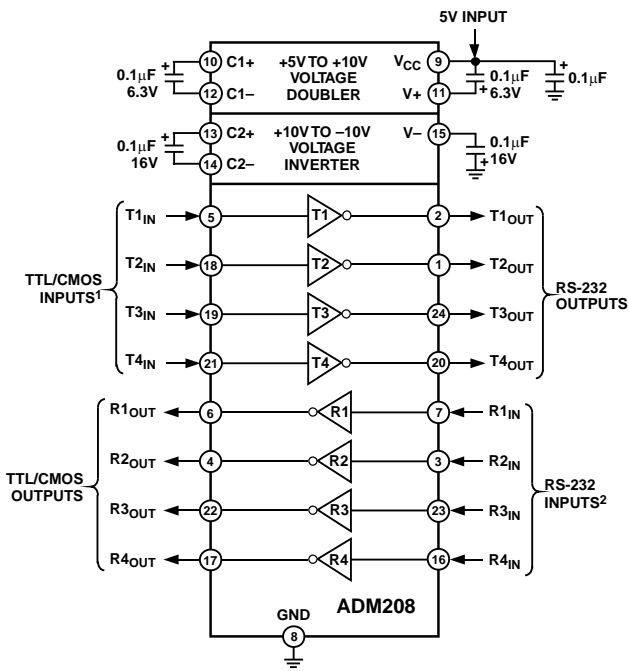 5V INPUT
10 C1+ +5V TO +10V VOLTAGE DOUBLER VCC 9
0.1μF 6.3V
12 C1– V+ 11
0.1μF 6.3V
0.1μF
13 C2+ +10V TO –10V VOLTAGE INVERTER V– 15
0.1μF 16V
14 C2–
0.1μF 16V
TTL/CMOS INPUTS1
T1IN 5 T1 2 T1OUT
T2IN 18 T2 1 T2OUT
T3IN 19 T3 24 T3OUT
T4IN 21 T4 20 T4OUT
RS-232 OUTPUTS
TTL/CMOS OUTPUTS
R1OUT 6 R1 7 R1IN
R2OUT 4 R2 3 R2IN
R3OUT 22 R3 23 R3IN
R4OUT 17 R4 16 R4IN
RS-232 INPUTS2
GND
8
ADM208